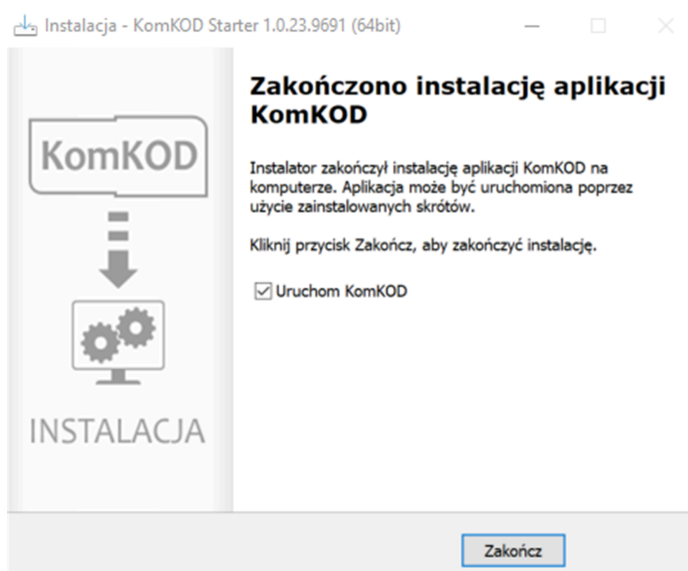 Instalacja - KomKOD Starter 1.0.23.9691 (64bit)
KomKOD
INSTALACJA
Zakończono instalację aplikacji
KomKOD
Instalator zakończył instalację aplikacji KomKOD na
komputerze. Aplikacja może być uruchomiona poprzez
użycie zainstalowanych skrótów.
Kliknij przycisk Zakończ, aby zakończyć instalację.
Uruchom KomKOD
Zakończ